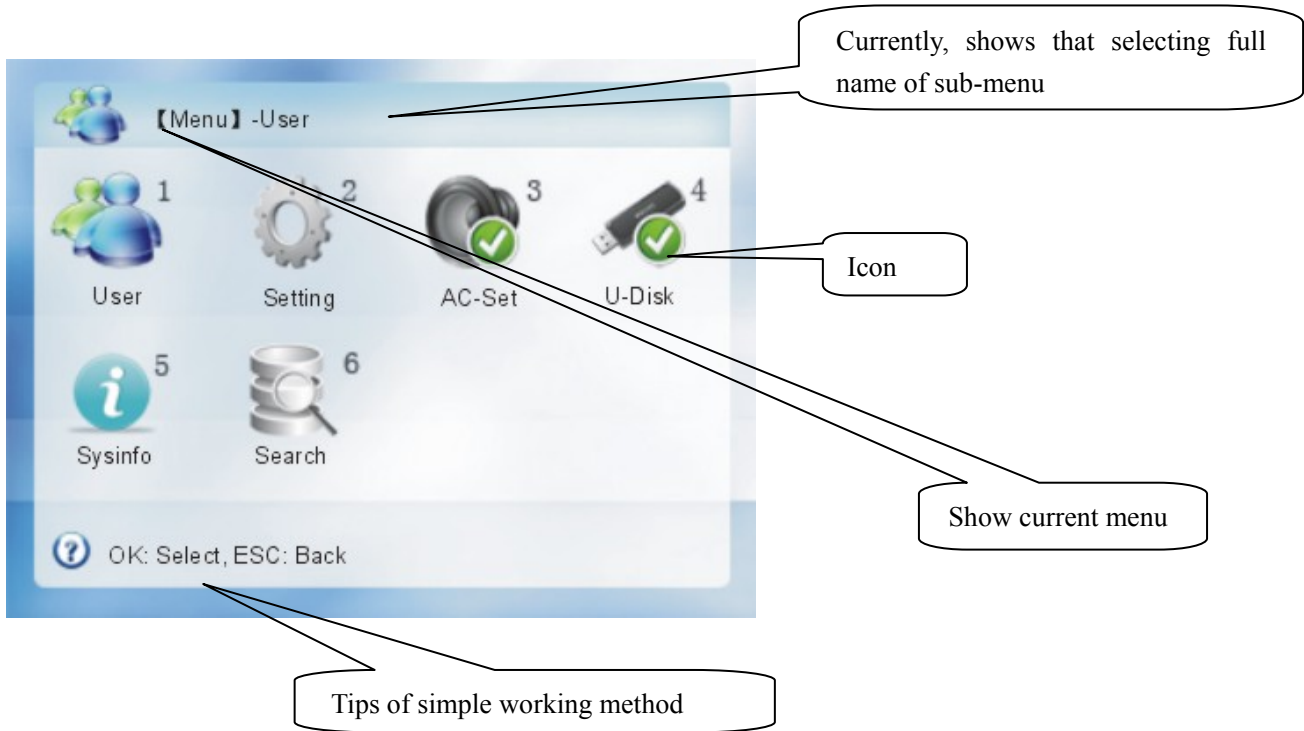 Currently, shows that selecting full
name of sub-menu
【Menu】-User
1
2
3
4
User
Setting
AC-Set
U-Disk
Icon
5
6
Sysinfo
Search
Show current menu
OK: Select, ESC: Back
Tips of simple working method